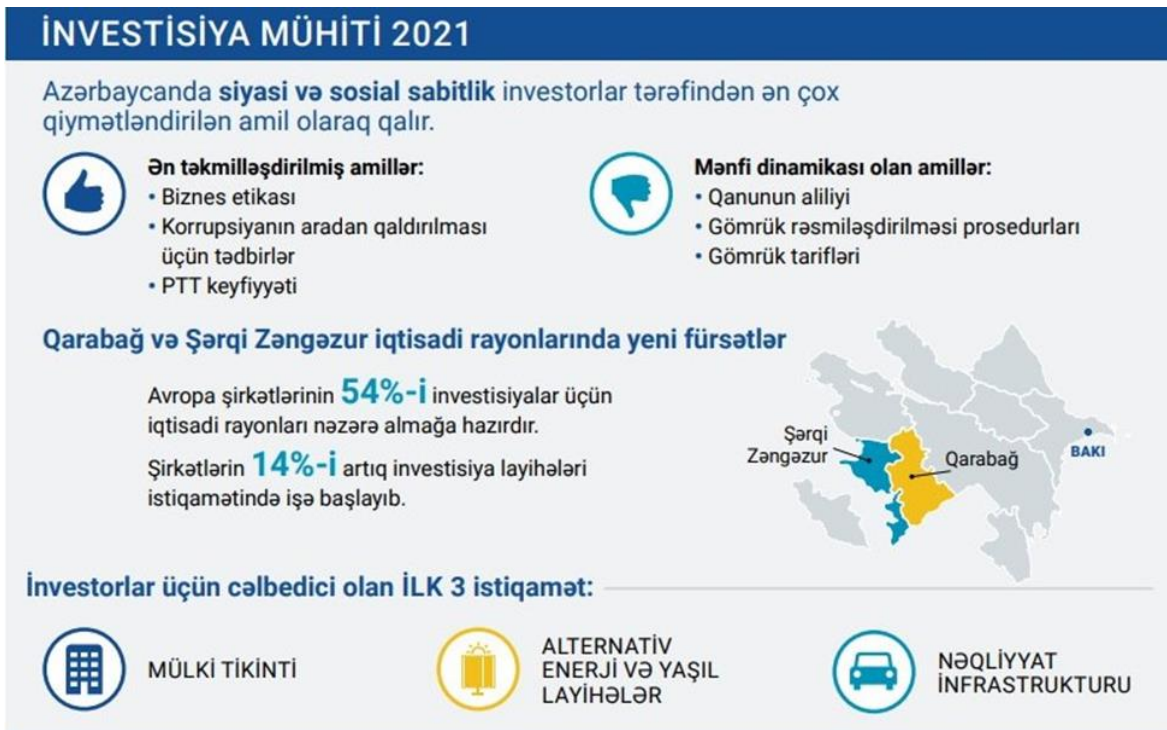 İNVESTİSİYA MÜHİTİ 2021
Azərbaycanda siyasi və sosial sabitlik investorlar tərəfindən ən çox
qiymətləndirilən amil olaraq qalır.
Ən təkmilləşdirilmiş amillər:
• Biznes etikası
• Korrupsiyanın aradan qaldırılması
üçün tədbirlər
• PTT keyfiyyəti
Mənfi dinamikası olan amillər:
• Qanunun aliliyi
• Gömrük rəsmiləşdirilməsi prosedurları
• Gömrük tarifləri
Qarabağ və Şərqi Zəngəzur iqtisadi rayonlarında yeni fürsətlər
Avropa şirkətlərinin 54%-i investisiyalar üçün
iqtisadi rayonları nəzərə almağa hazırdır.
Şirkətlərin 14%-i artıq investisiya layihələri
istiqamətində işə başlayıb.
Şərqi
Zəngəzur
Qarabağ
BAKI
İnvestorlar üçün cəlbedici olan İLK 3 istiqamət:
MÜLKİ TİKİNTİ
ALTERNATİV
ENERJİ VƏ YAŞIL
LAYİHƏLƏR
NƏQLİYYAT
İNFRASTRUKTURU